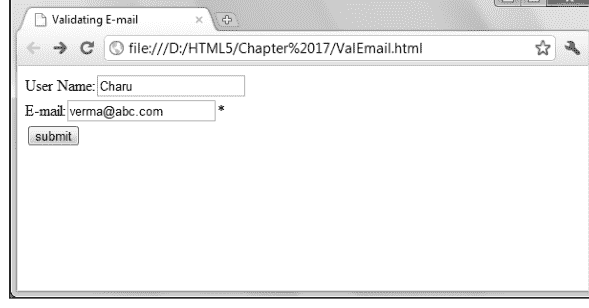 Validating E-mail
file:///D:/HTML5/Chapter%2017/ValEmail.html
User Name: Charu
E-mail: verma@abc.com *
submit